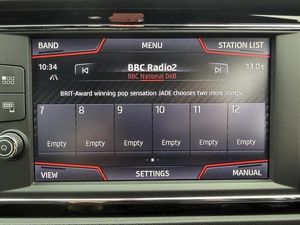 BAND MENU STATION LIST
10:34 BBC Radio2 13.0°c
BBC National DAB
BRIT-Award winning pop sensation JADE chooses two more songs.
7 8 9 10 11 12
Empty Empty Empty Empty Empty Empty
VIEW SETTINGS MANUAL